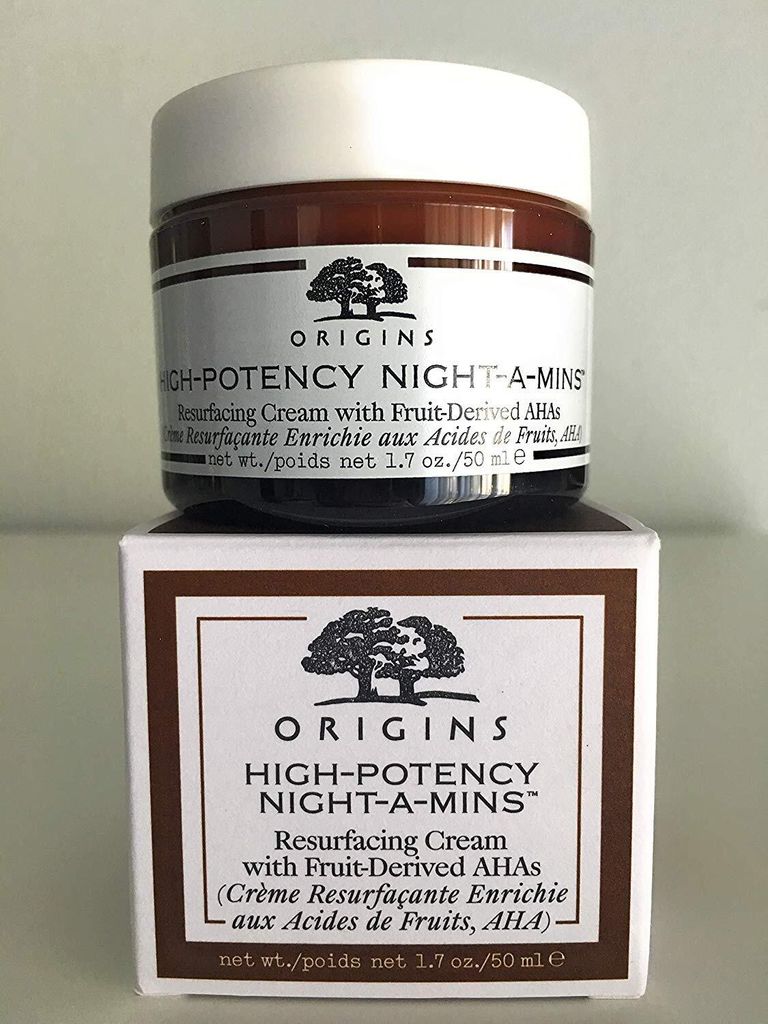 ORIGINS
HIGH-POTENCY NIGHT-A-MINS™
Resurfacing Cream with Fruit-Derived AHAs
(Crème Resurfaçante Enrichie aux Acides de Fruits, AHA)
net wt./poids net 1.7 oz./50 ml ℮
ORIGINS
HIGH-POTENCY
NIGHT-A-MINS™
Resurfacing Cream
with Fruit-Derived AHAs
(Crème Resurfaçante Enrichie
aux Acides de Fruits, AHA)
net wt./poids net 1.7 oz./50 ml ℮